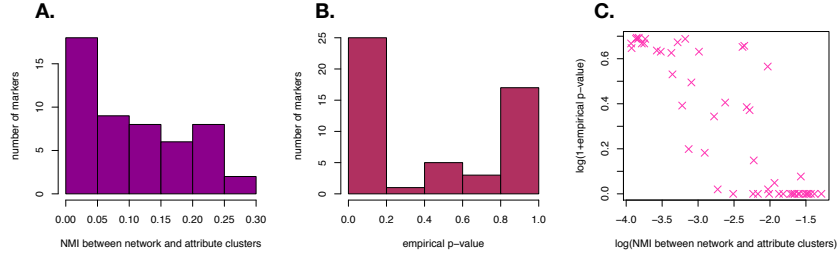 A.
number of markers
15
10
5
0
0.00 0.05 0.10 0.15 0.20 0.25 0.30
NMI between network and attribute clusters
B.
number of markers
25
20
15
10
5
0
0.0 0.2 0.4 0.6 0.8 1.0
empirical p-value
C.
log(1+empirical p-value)
0.6
0.4
0.2
0.0
−4.0 −3.5 −3.0 −2.5 −2.0 −1.5
log(NMI between network and attribute clusters)